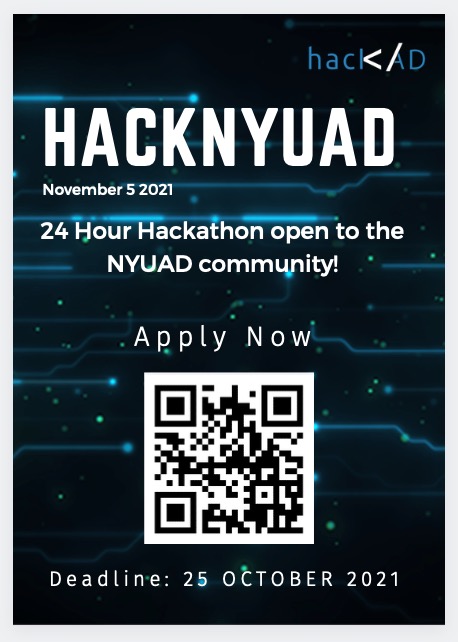 hack</AD
HACKNYUAD
November 5 2021
24 Hour Hackathon open to the
NYUAD community!
Apply Now
Deadline: 25 OCTOBER 2021